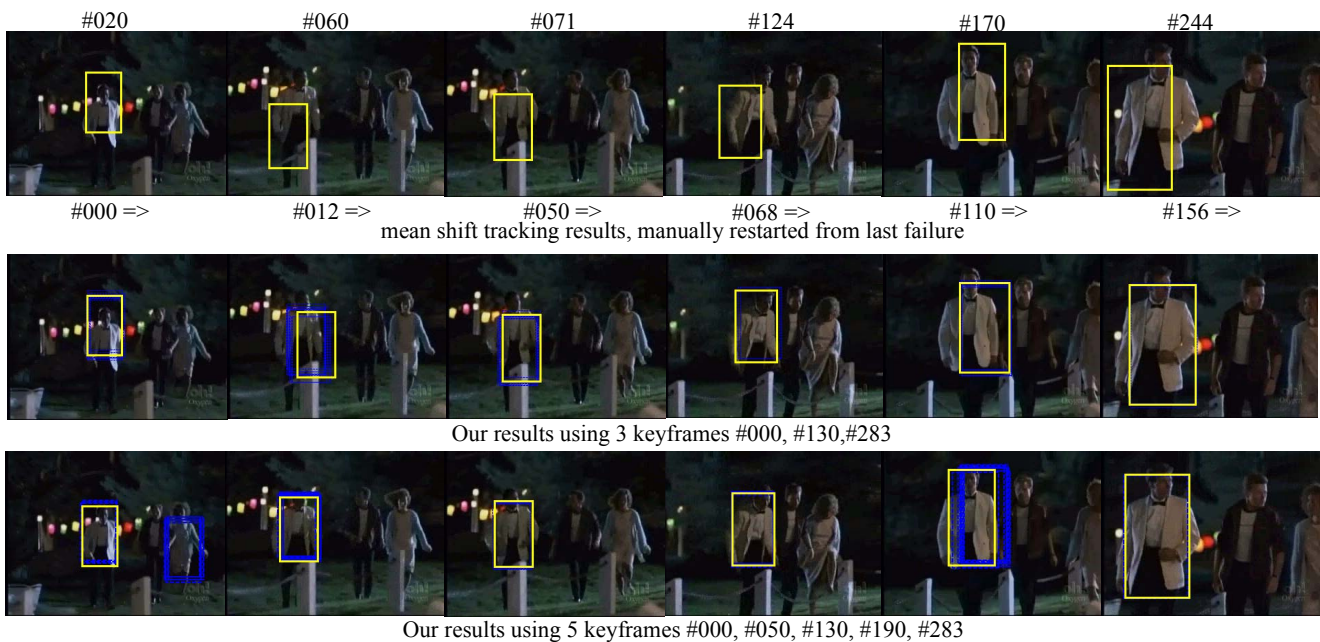 #020 #060 #071 #124 #170 #244
#000 => #012 => #050 => #068 => #110 => #156 =>
mean shift tracking results, manually restarted from last failure
Our results using 3 keyframes #000, #130,#283
Our results using 5 keyframes #000, #050, #130, #190, #283